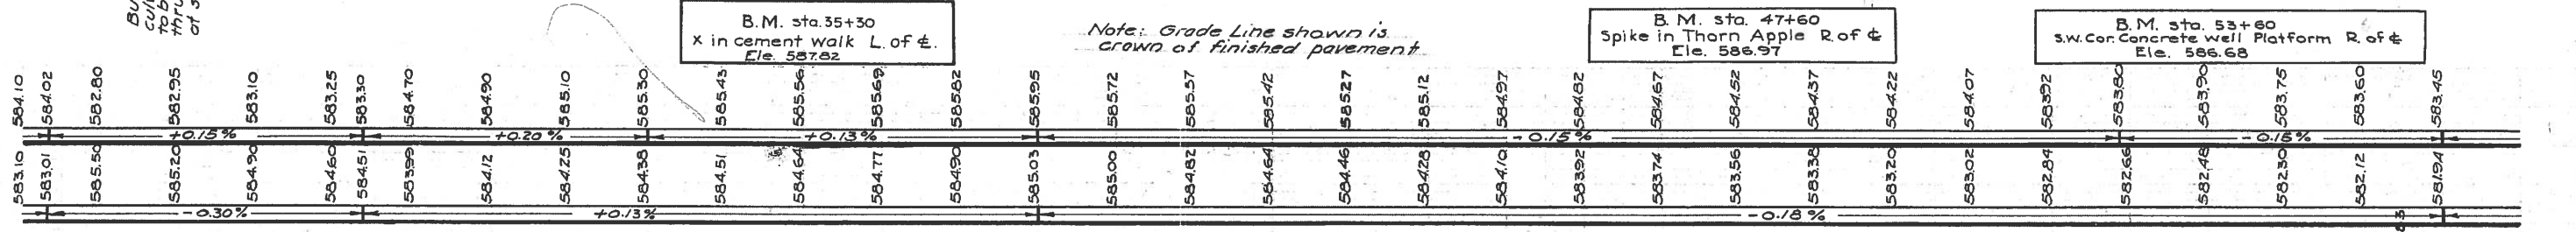 B.M. sta.35+30
X in cement walk L. of ℄.
Ele. 587.82
Note: Grade Line shown is
crown of finished pavement
B. M. sta. 47+60
Spike in Thorn Apple R. of ℄
Ele. 586.97
B. M. sta. 53+60
S.W. Cor. Concrete well Platform R. of ℄
Ele. 586.68
584.10 584.02 582.80 582.95 583.10 583.25 583.30 584.70 584.90 585.10 585.30 585.43 585.56 585.69 585.82 585.95 585.72 585.57 585.42 585.27 585.12 584.97 584.82 584.67 584.52 584.37 584.22 584.07 583.92 583.80 583.90 583.75 583.60 583.45
+0.15% +0.20% +0.13% -0.15% -0.15%
583.10 583.01 585.50 585.20 584.90 584.60 584.51 583.99 584.12 584.25 584.38 584.51 584.64 584.77 584.90 585.03 585.00 584.82 584.64 584.46 584.28 584.10 583.92 583.74 583.56 583.38 583.20 583.02 582.84 582.66 582.48 582.30 582.12 581.94
-0.30% +0.13% -0.18%